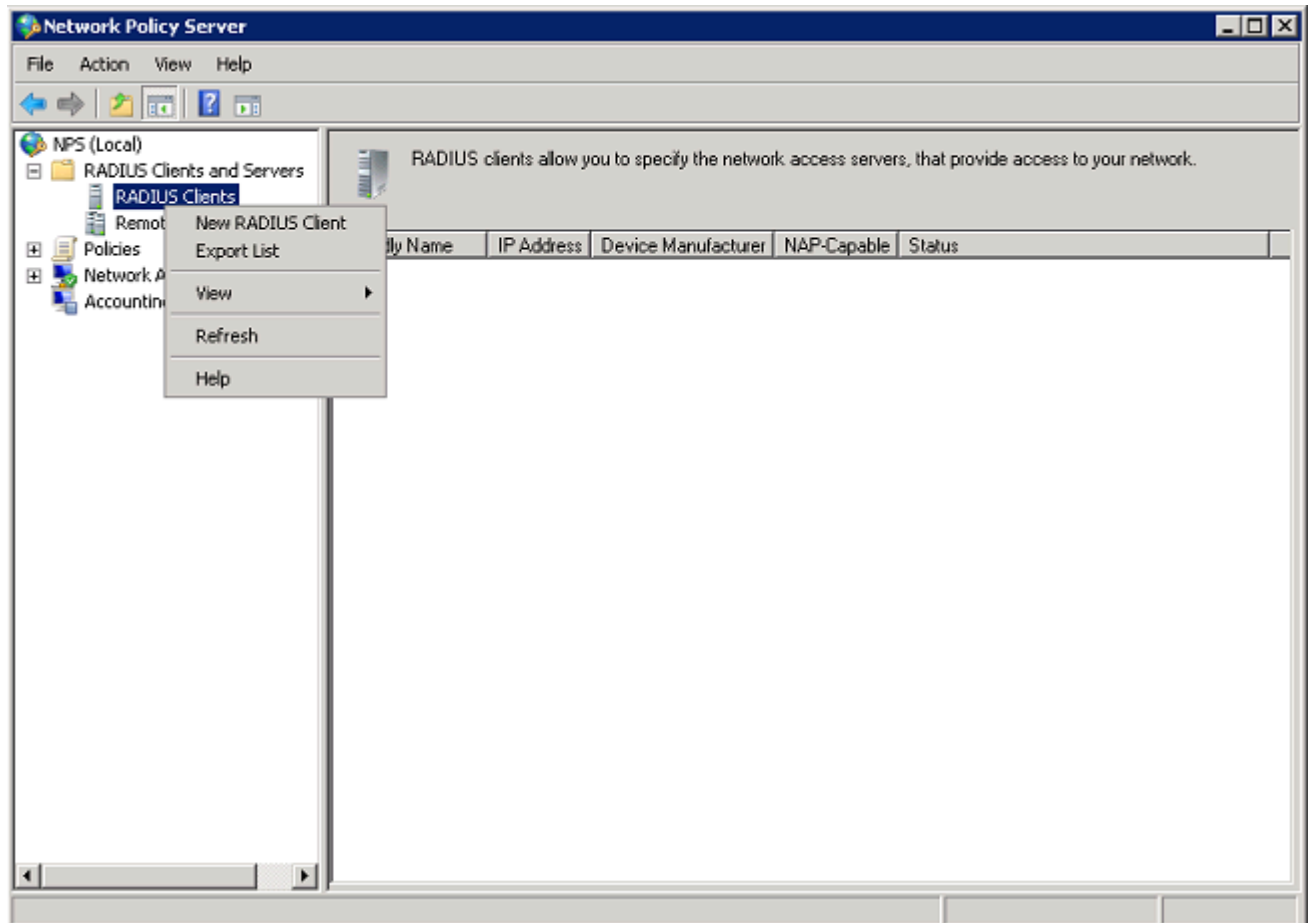 Network Policy Server
File Action View Help
NPS (Local)
RADIUS Clients and Servers
RADIUS Clients
Remot
Policies
Network A
Accountin
New RADIUS Client
Export List
View
Refresh
Help
RADIUS clients allow you to specify the network access servers, that provide access to your network.
dly Name IP Address Device Manufacturer NAP-Capable Status